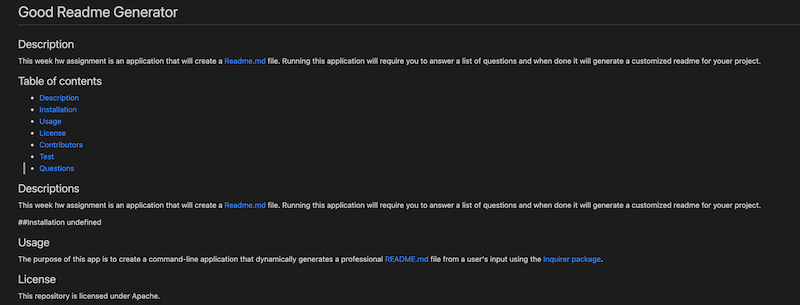 Good Readme Generator
Description
This week hw assignment is an application that will create a Readme.md file. Running this application will require you to answer a list of questions and when done it will generate a customized readme for youer project.
Table of contents
Description
Installation
Usage
License
Contributors
Test
Questions
Descriptions
This week hw assignment is an application that will create a Readme.md file. Running this application will require you to answer a list of questions and when done it will generate a customized readme for youer project.
##Installation undefined
Usage
The purpose of this app is to create a command-line application that dynamically generates a professional README.md file from a user's input using the Inquirer package.
License
This repository is licensed under Apache.